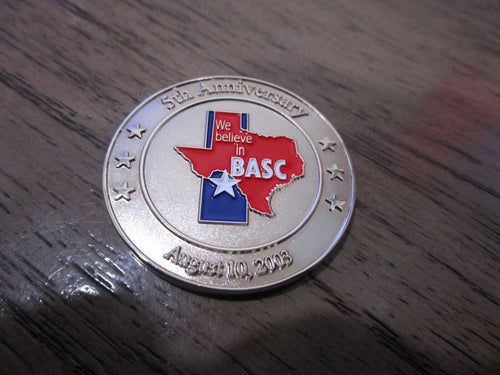 5th Anniversary
We
believe
in
BASC
August 10, 2003